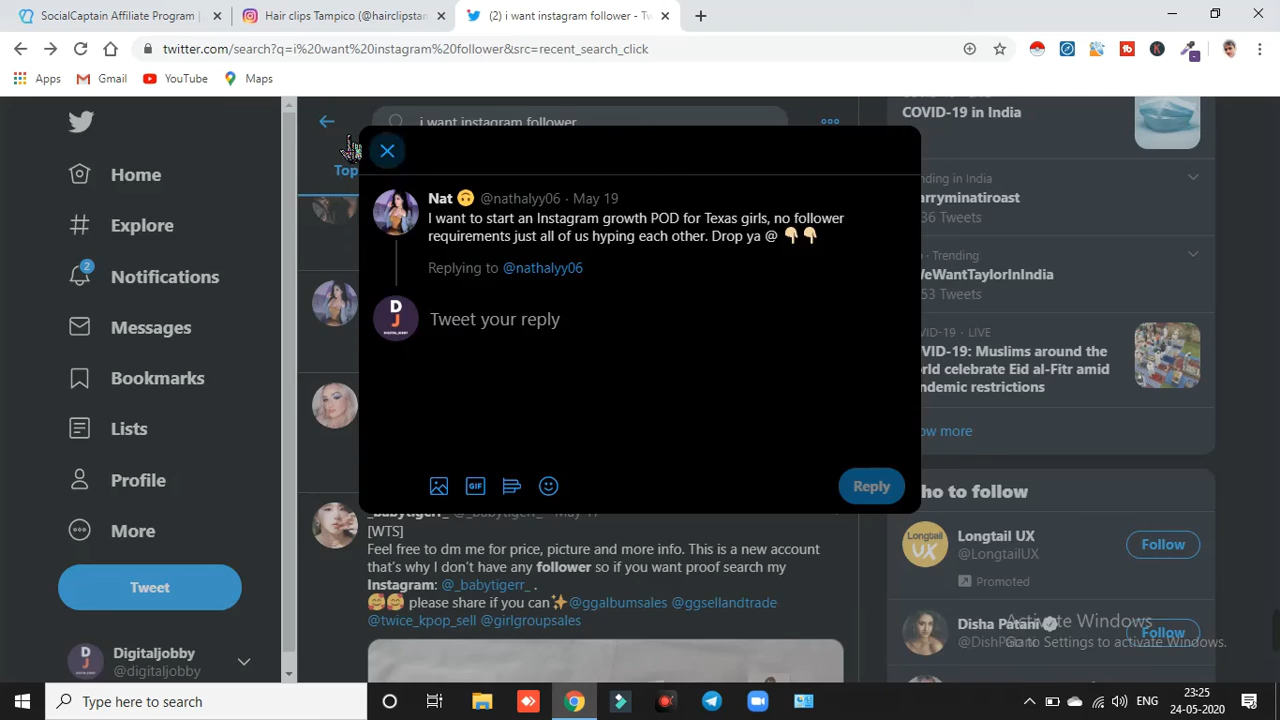 SocialCaptain Affiliate Program |
Hair clips Tampico (@hairclipstar
(2) i want instagram follower - Tw
twitter.com/search?q=i%20want%20instagram%20follower&src=recent_search_click
Apps
Gmail
YouTube
Maps
Home
Explore
2
Notifications
Messages
Bookmarks
Lists
Profile
More
Tweet
Digitaljobby
@digitaljobby
i want instagram follower
Top
Nat 🙃 @nathalyy06 · May 19
I want to start an Instagram growth POD for Texas girls, no follower
requirements just all of us hyping each other. Drop ya @ 👇🏻👇🏻
Replying to @nathalyy06
DJ
Tweet your reply
GIF
Reply
_babytigerr_ @_babytigerr_ · May 17
[WTS]
Feel free to dm me for price, picture and more info. This is a new account
that's why I don't have any follower so if you want proof search my
Instagram: @_babytigerr_ .
🥰🥰 please share if you can✨@ggalbumsales @ggsellandtrade
@twice_kpop_sell @girlgroupsales
COVID-19 in India
nding in India
arryminatiroast
36 Tweets
o · Trending
eWantTaylorInIndia
53 Tweets
VID-19 · LIVE
OVID-19: Muslims around the
rld celebrate Eid al-Fitr amid
ndemic restrictions
ow more
ho to follow
Longtail UX
Longtail UX
@LongtailUX
Follow
Promoted
Disha Patani
@DishPatani
Follow
Activate Windows
Go to Settings to activate Windows.
Type here to search
ENG
23:25
24-05-2020